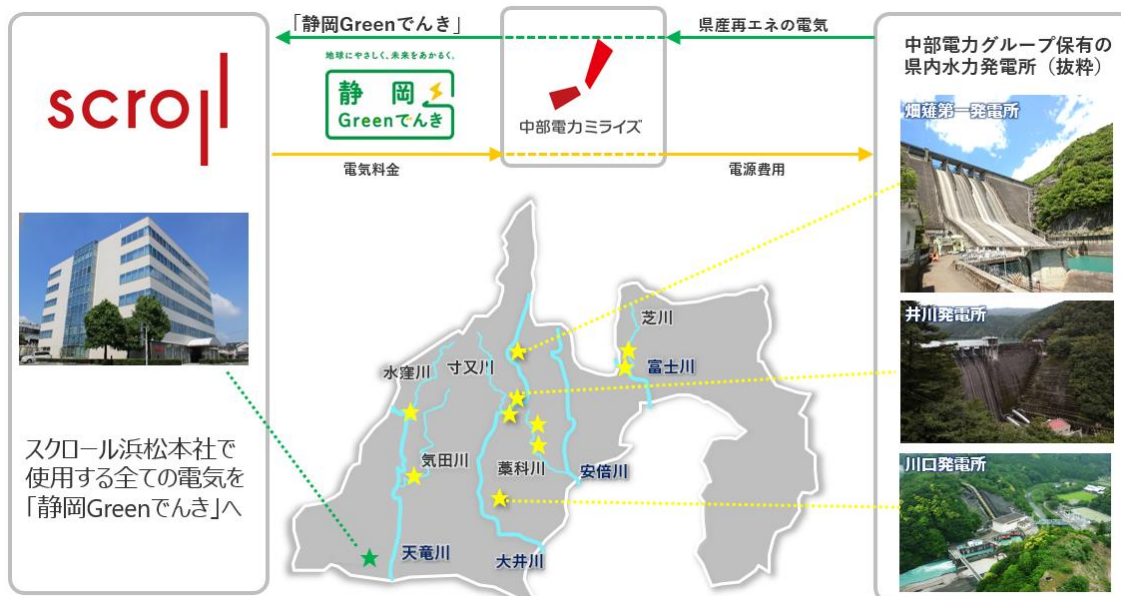 「静岡Greenでんき」
県産再エネの電気
地球にやさしく、未来をあかるく。
静岡
Greenでんき
scroll
中部電力ミライズ
電気料金
電源費用
中部電力グループ保有の
県内水力発電所（抜粋）
畑薙第一発電所
井川発電所
川口発電所
スクロール浜松本社で
使用する全ての電気を
「静岡Greenでんき」へ
芝川
富士川
水窪川
寸又川
気田川
藁科川
安倍川
天竜川
大井川